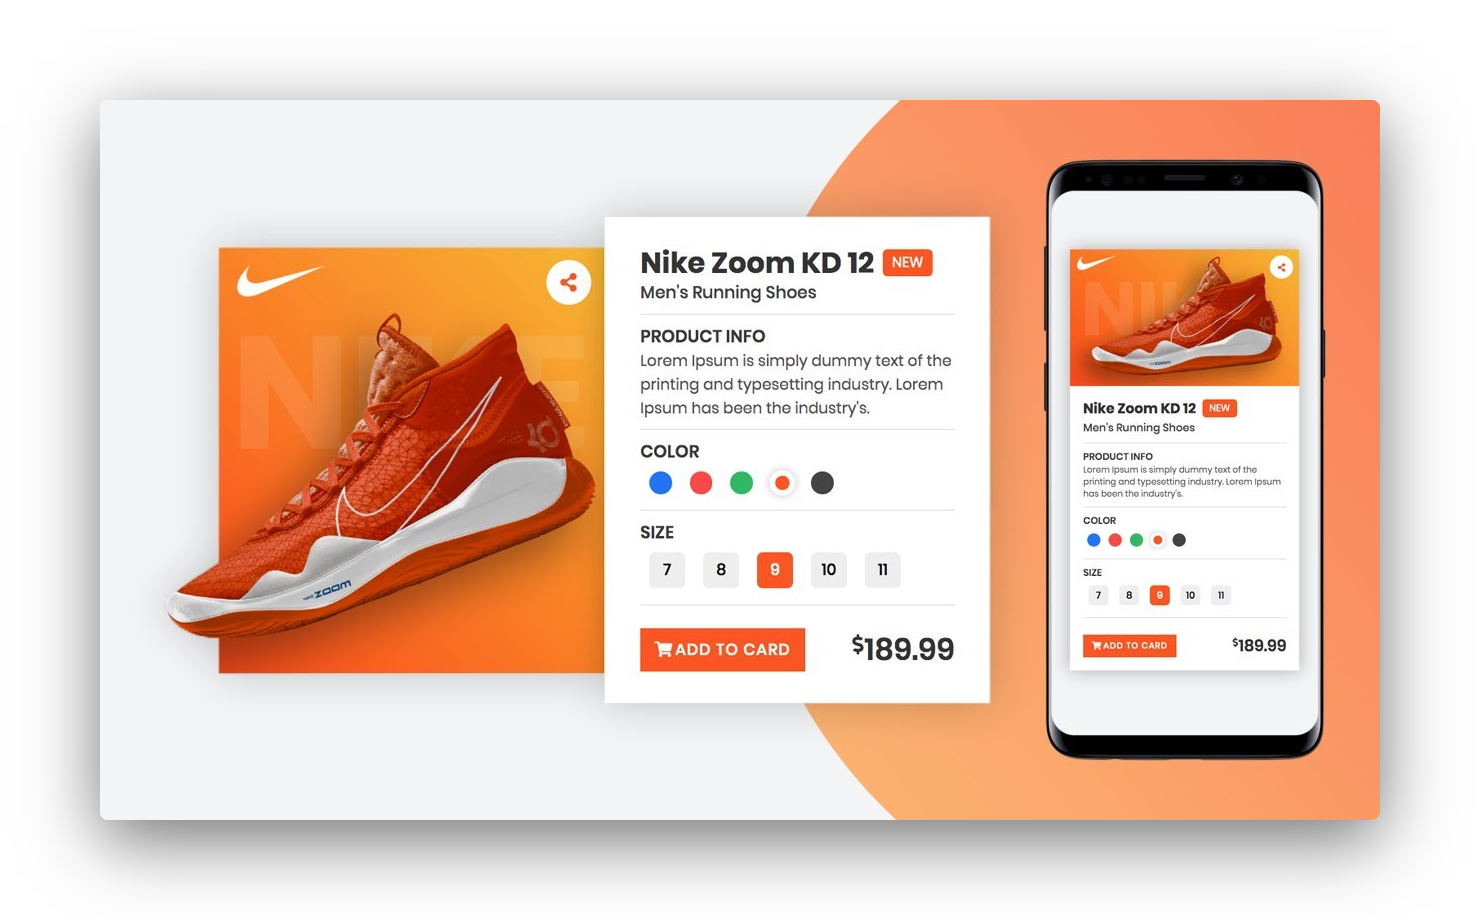 NIKE
NIKE ZOOM
Nike Zoom KD 12 NEW
Men's Running Shoes
PRODUCT INFO
Lorem Ipsum is simply dummy text of the
printing and typesetting industry. Lorem
Ipsum has been the industry's.
COLOR
SIZE
7 8 9 10 11
ADD TO CARD $189.99
NI
ZOOM
Nike Zoom KD 12 NEW
Men's Running Shoes
PRODUCT INFO
Lorem Ipsum is simply dummy text of the
printing and typesetting industry. Lorem Ipsum
has been the industry's.
COLOR
SIZE
7 8 9 10 11
ADD TO CARD $189.99